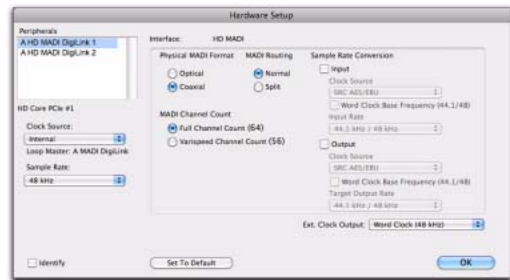 Hardware Setup
Peripherals
A HD MADI DigiLink 1
A HD MADI DigiLink 2
Interface: HD MADI
Physical MADI Format
Optical
Coaxial
MADI Routing
Normal
Split
MADI Channel Count
Full Channel Count (64)
Varispeed Channel Count (56)
Sample Rate Conversion
Input
Clock Source
SRC AES/EBU
Word Clock Base Frequency (44.1/48)
Input Rate
44.1 kHz / 48 kHz
Output
Clock Source
SRC AES/EBU
Word Clock Base Frequency (44.1/48)
Target Output Rate
44.1 kHz / 48 kHz
HD Core PCIe #1
Clock Source:
Internal
Loop Master: A MADI DigiLink
Sample Rate:
48 kHz
Ext. Clock Output: Word Clock (48 kHz)
Identify
Set To Default
OK